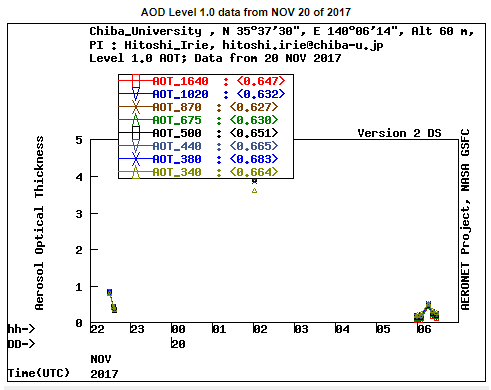 AOD Level 1.0 data from NOV 20 of 2017
Chiba_University , N 35°37'30", E 140°06'14", Alt 60 m,
PI : Hitoshi_Irie, hitoshi.irie@chiba-u.jp
Level 1.0 AOT; Data from 20 NOV 2017
AOT_1640 : <0.647>
AOT_1020 : <0.632>
AOT_870 : <0.627>
AOT_675 : <0.630>
AOT_500 : <0.651>
AOT_440 : <0.665>
AOT_380 : <0.683>
AOT_340 : <0.664>
Version 2 DS
Aerosol Optical Thickness
5
4
3
2
1
0
AERONET Project, NASA GSFC
hh-> 22 23 00 01 02 03 04 05 06
DD-> 20
NOV
Time(UTC) 2017